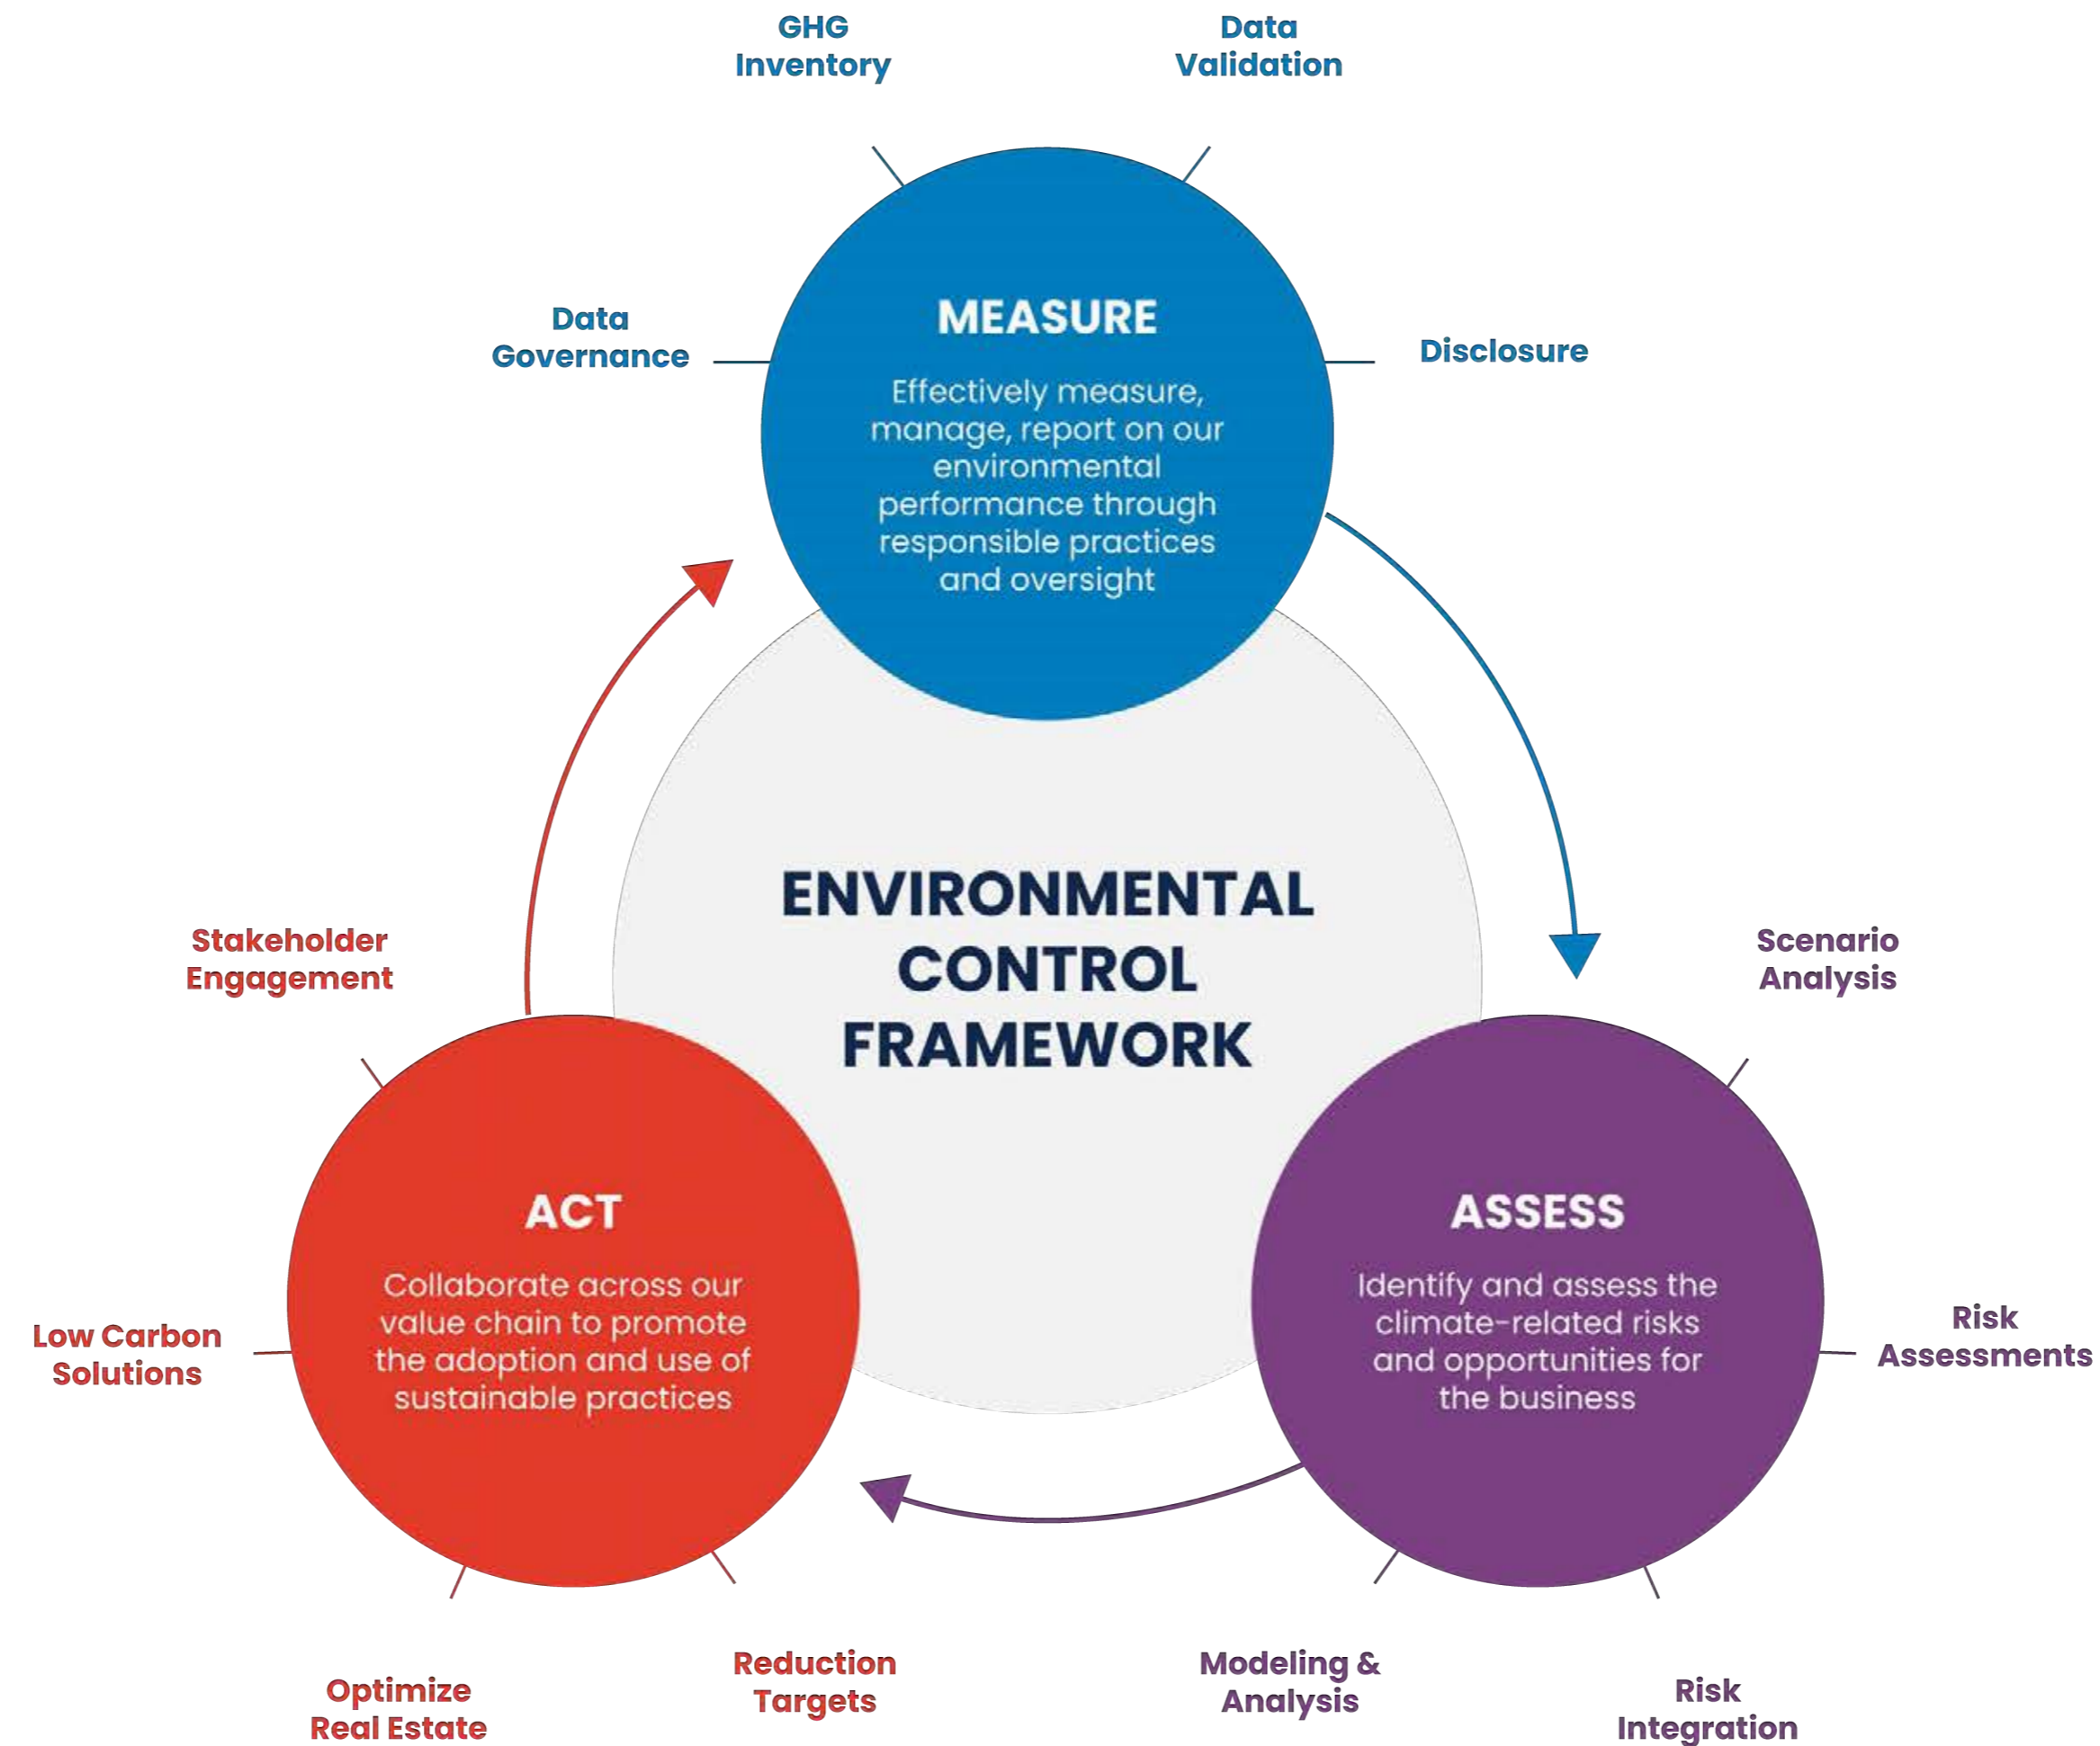 GHG
Inventory
Data
Validation
Data
Governance
Disclosure
MEASURE
Effectively measure,
manage, report on our
environmental
performance through
responsible practices
and oversight
ENVIRONMENTAL
CONTROL
FRAMEWORK
Stakeholder
Engagement
Scenario
Analysis
ACT
Collaborate across our
value chain to promote
the adoption and use of
sustainable practices
ASSESS
Identify and assess the
climate-related risks
and opportunities for
the business
Low Carbon
Solutions
Risk
Assessments
Optimize
Real Estate
Reduction
Targets
Modeling &
Analysis
Risk
Integration